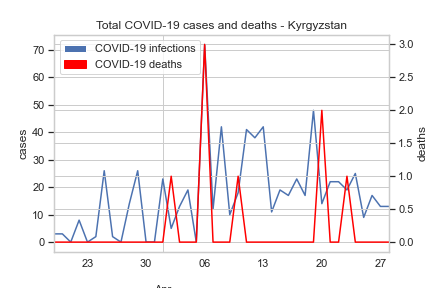 Total COVID-19 cases and deaths - Kyrgyzstan
COVID-19 infections
COVID-19 deaths
70
60
50
40
30
20
10
0
cases
3.0
2.5
2.0
1.5
1.0
0.5
0.0
deaths
23 30 06 13 20 27